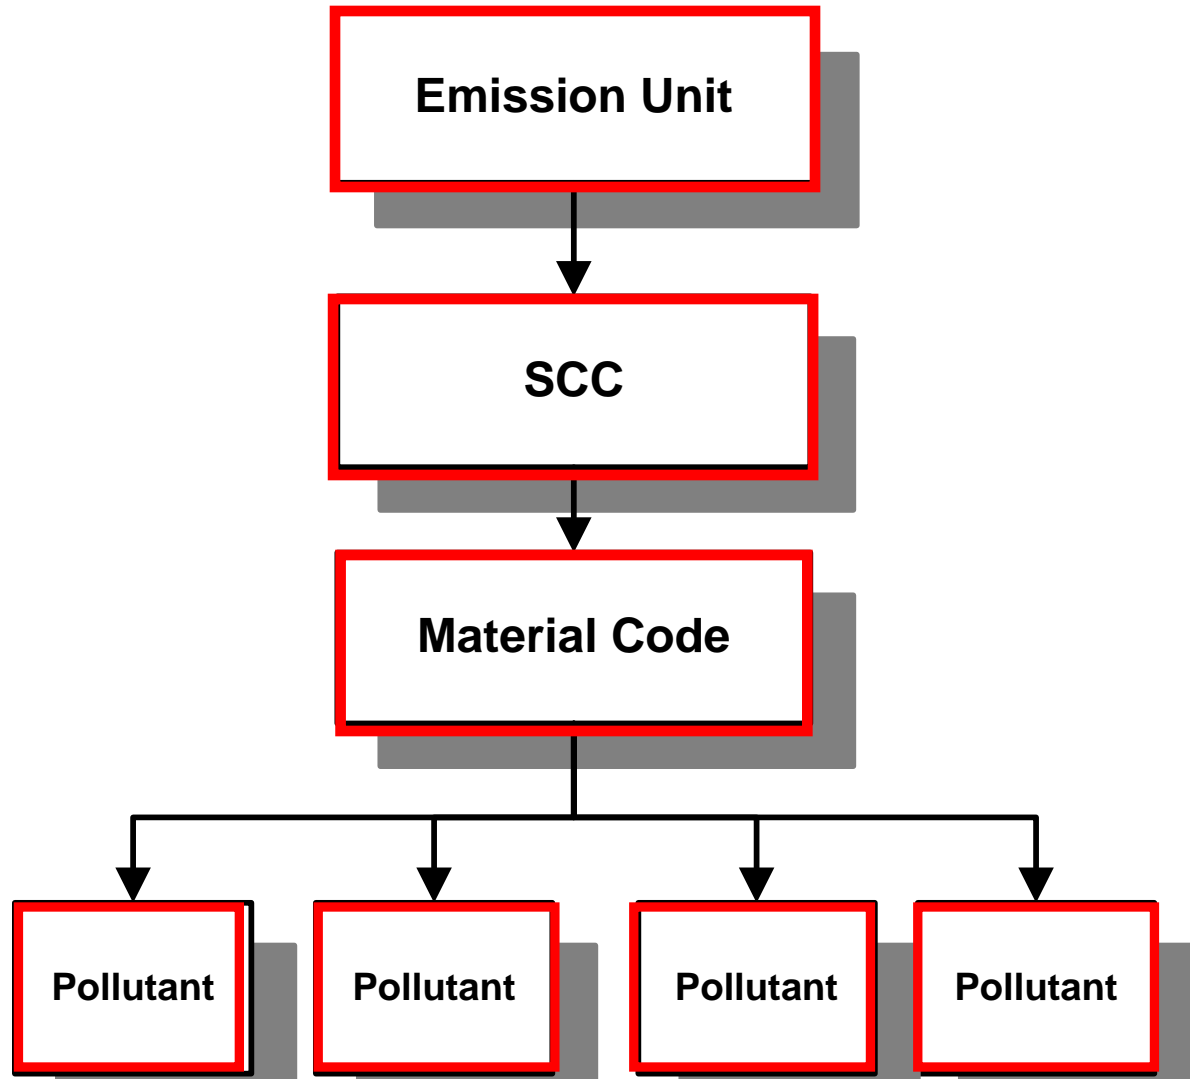 Emission Unit
SCC
Material Code
Pollutant
Pollutant
Pollutant
Pollutant